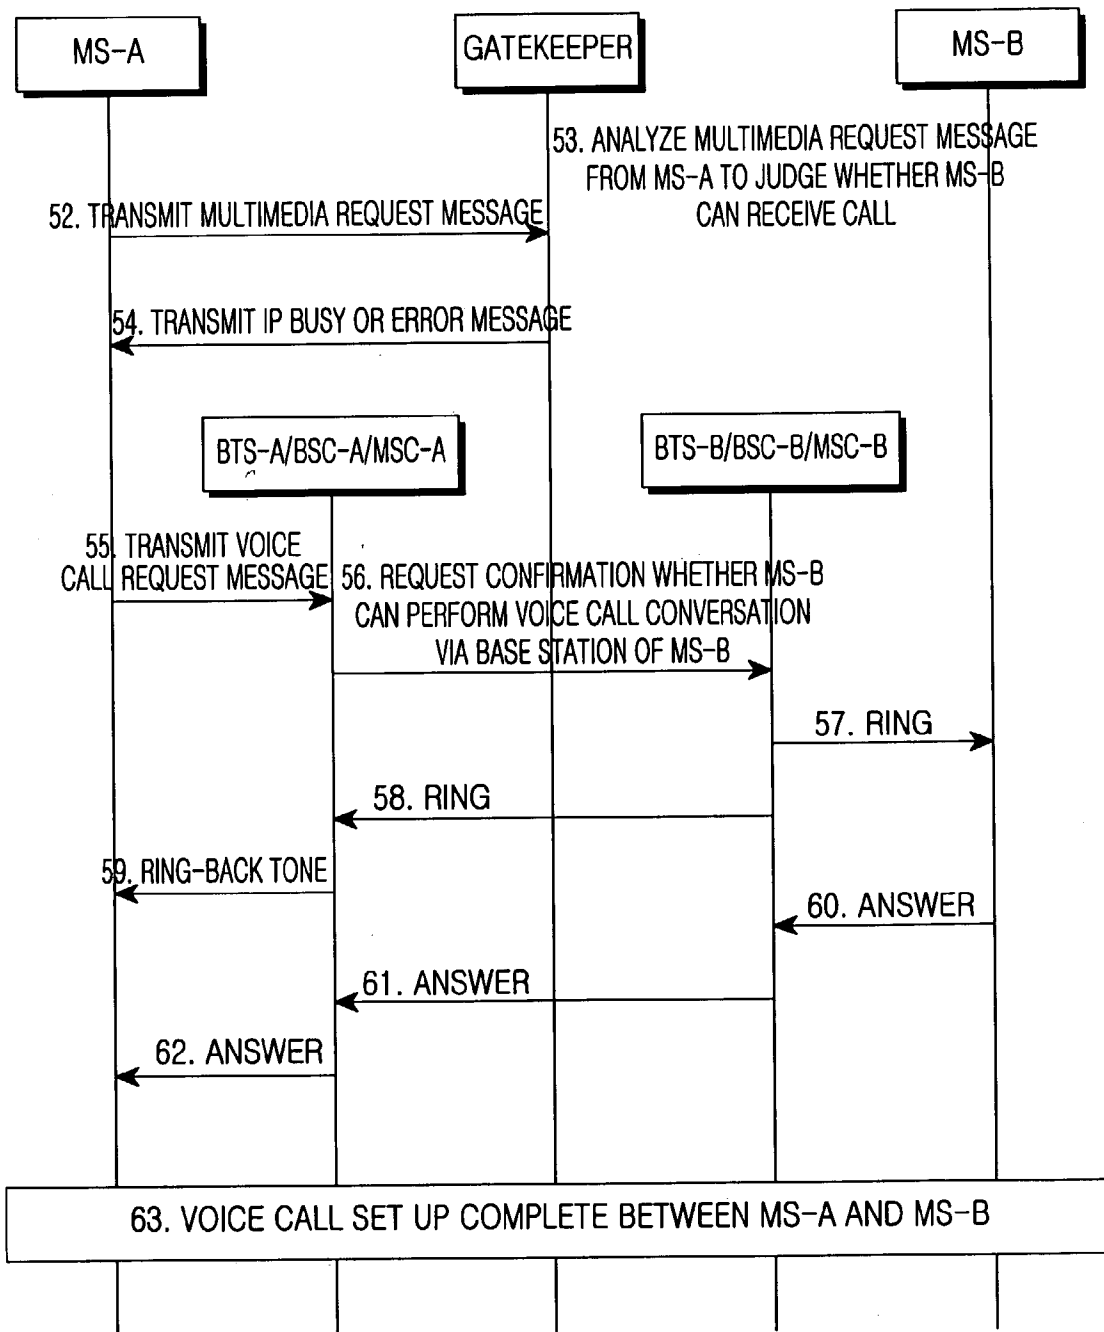 MS-A
GATEKEEPER
MS-B
53. ANALYZE MULTIMEDIA REQUEST MESSAGE
FROM MS-A TO JUDGE WHETHER MS-B
CAN RECEIVE CALL
52. TRANSMIT MULTIMEDIA REQUEST MESSAGE
54. TRANSMIT IP BUSY OR ERROR MESSAGE
BTS-A/BSC-A/MSC-A
BTS-B/BSC-B/MSC-B
55. TRANSMIT VOICE
CALL REQUEST MESSAGE
56. REQUEST CONFIRMATION WHETHER MS-B
CAN PERFORM VOICE CALL CONVERSATION
VIA BASE STATION OF MS-B
57. RING
58. RING
59. RING-BACK TONE
60. ANSWER
61. ANSWER
62. ANSWER
63. VOICE CALL SET UP COMPLETE BETWEEN MS-A AND MS-B